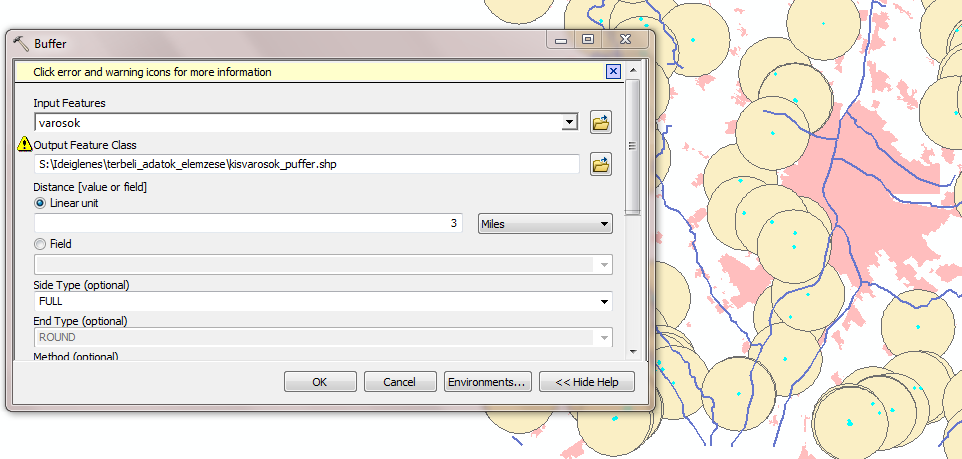 Buffer
Click error and warning icons for more information
Input Features
varosok
Output Feature Class
S:\Ideiglenes\terbeli_adatok_elemzese\kisvarosok_puffer.shp
Distance [value or field]
Linear unit
3 Miles
Field
Side Type (optional)
FULL
End Type (optional)
ROUND
Method (optional)
OK Cancel Environments... << Hide Help